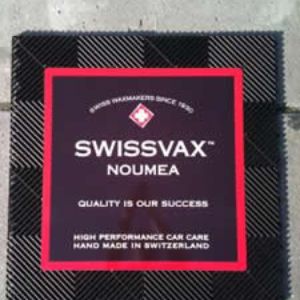 SWISS WAXMAKERS SINCE 1930
SWISSVAX™
NOUMEA
QUALITY IS OUR SUCCESS
HIGH PERFORMANCE CAR CARE
HAND MADE IN SWITZERLAND